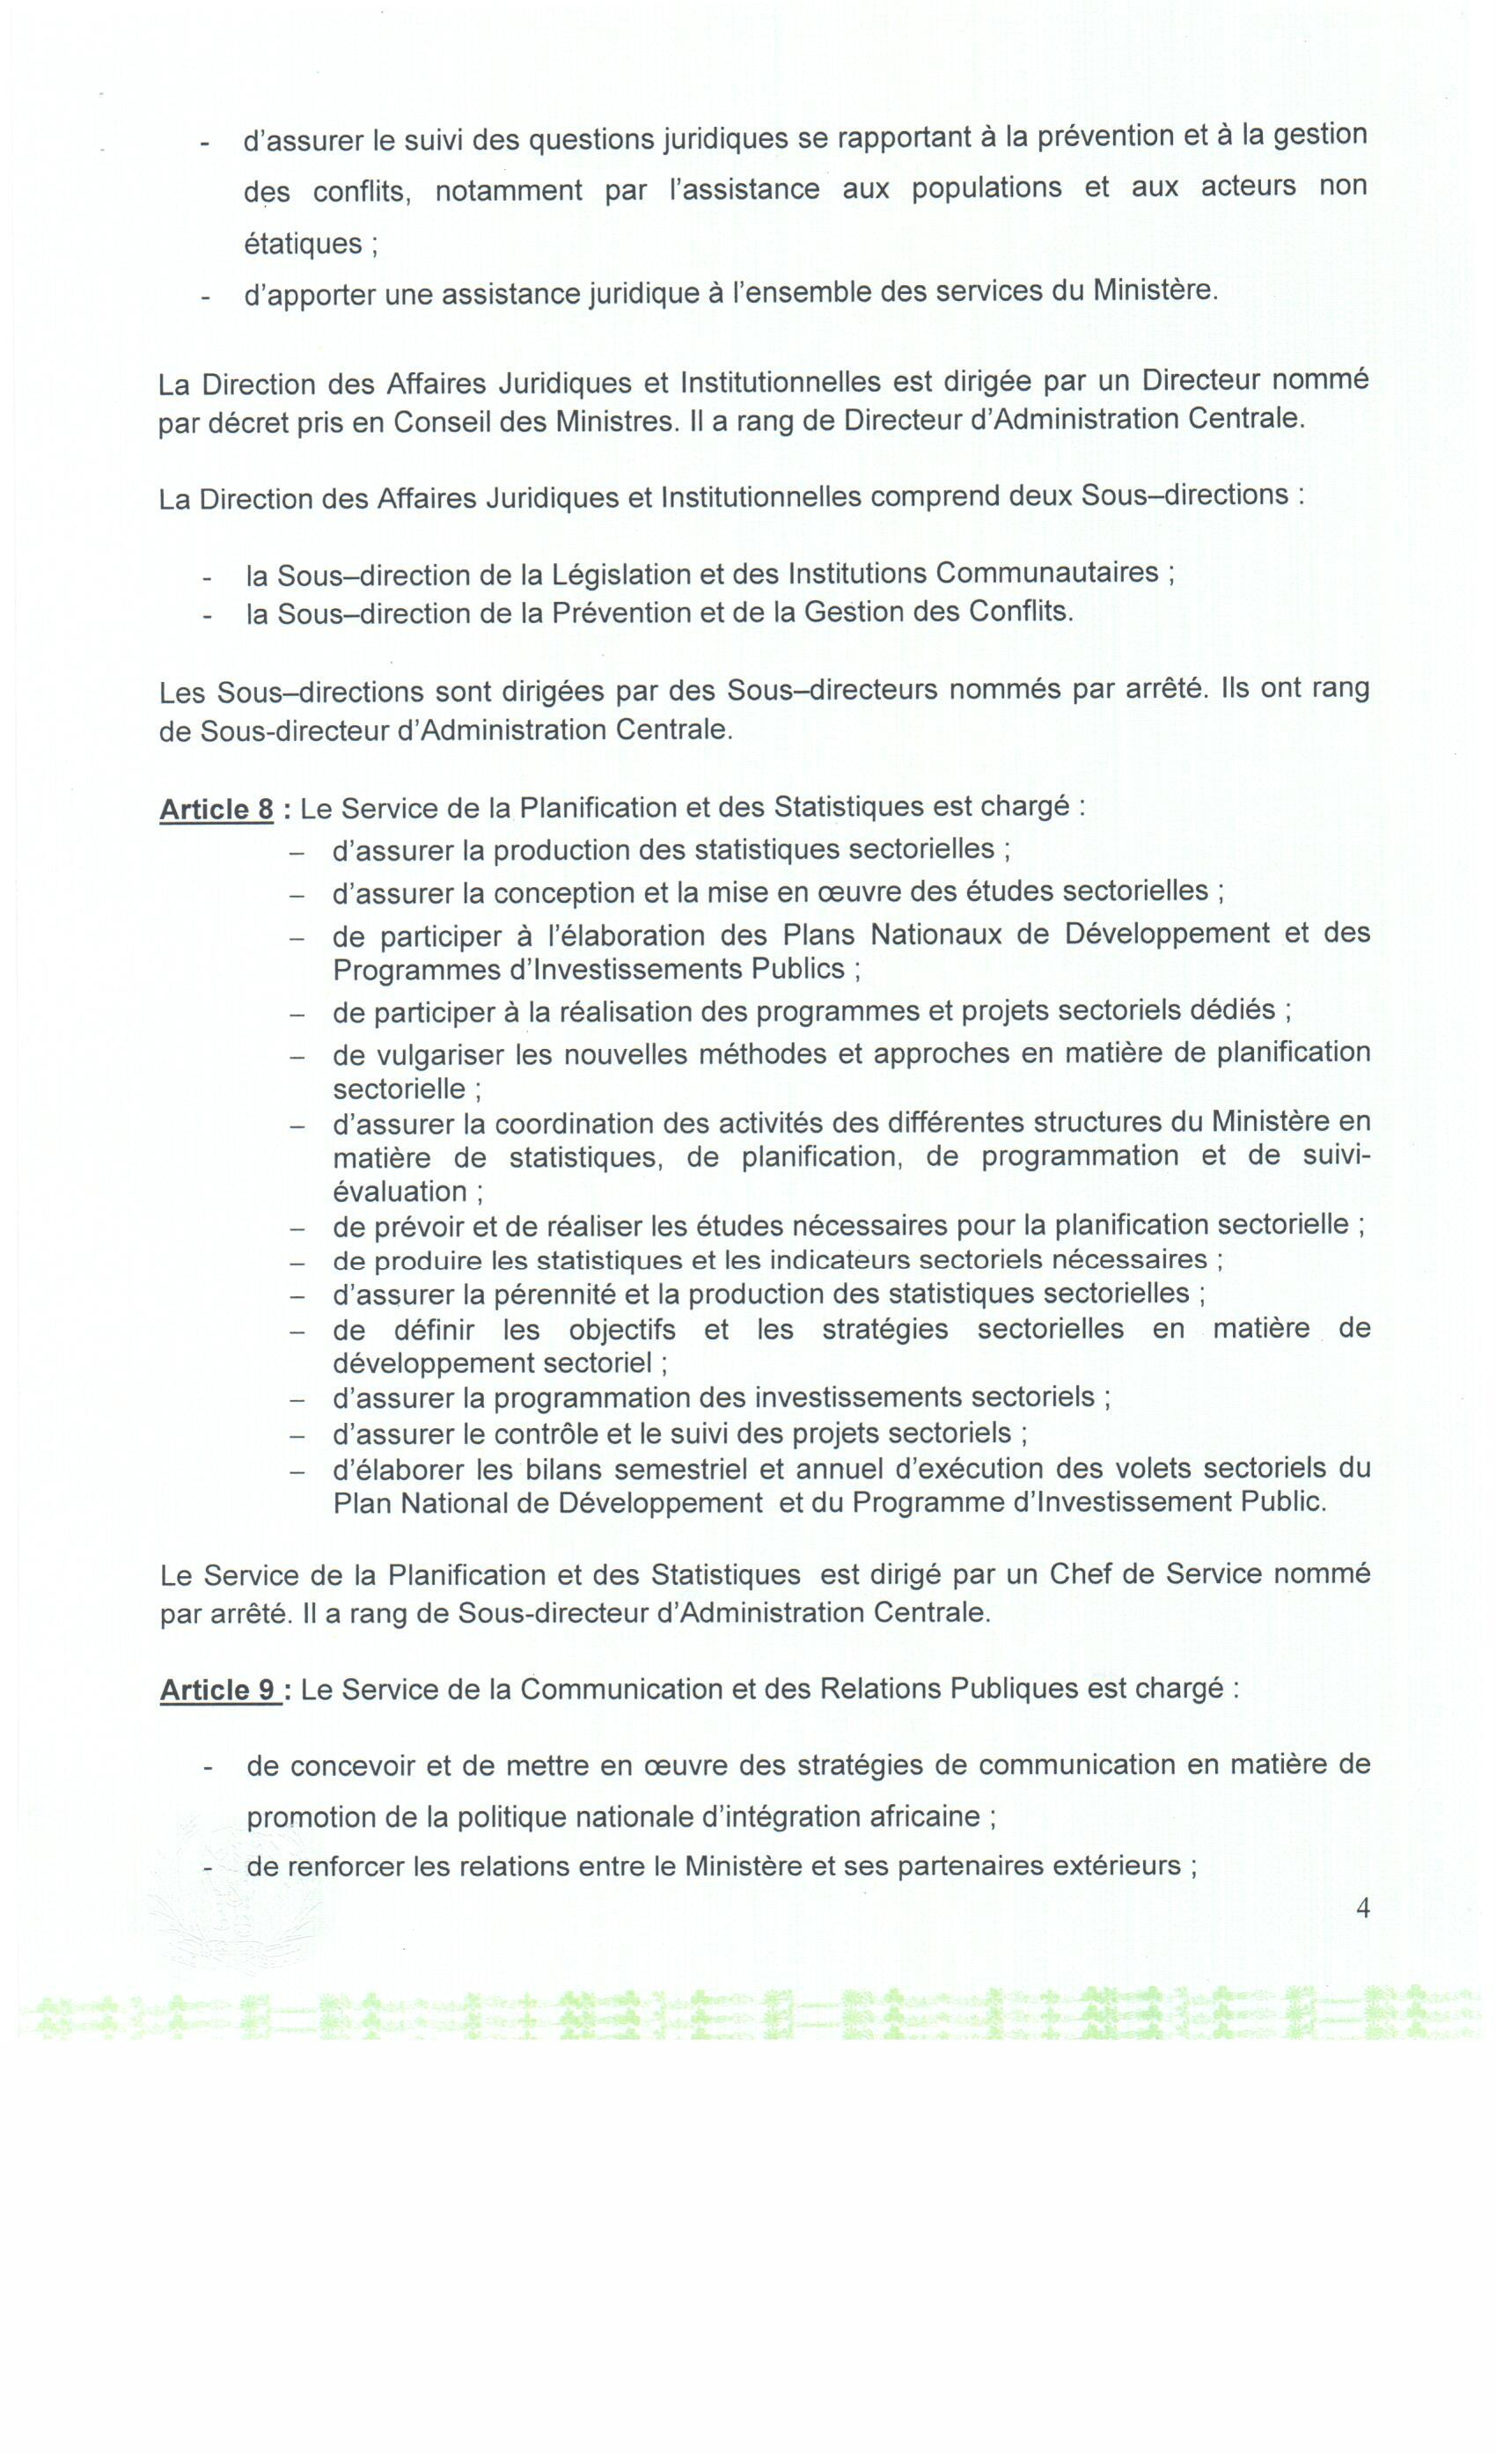 - d'assurer le suivi des questions juridiques se rapportant à la prévention et à la gestion
des conflits, notamment par l'assistance aux populations et aux acteurs non
étatiques ;
- d'apporter une assistance juridique à l'ensemble des services du Ministère.
La Direction des Affaires Juridiques et Institutionnelles est dirigée par un Directeur nommé
par décret pris en Conseil des Ministres. Il a rang de Directeur d'Administration Centrale.
La Direction des Affaires Juridiques et Institutionnelles comprend deux Sous–directions :
- la Sous–direction de la Législation et des Institutions Communautaires ;
- la Sous–direction de la Prévention et de la Gestion des Conflits.
Les Sous–directions sont dirigées par des Sous–directeurs nommés par arrêté. Ils ont rang
de Sous-directeur d'Administration Centrale.
Article 8 : Le Service de la Planification et des Statistiques est chargé :
– d'assurer la production des statistiques sectorielles ;
– d'assurer la conception et la mise en œuvre des études sectorielles ;
– de participer à l'élaboration des Plans Nationaux de Développement et des
Programmes d'Investissements Publics ;
– de participer à la réalisation des programmes et projets sectoriels dédiés ;
– de vulgariser les nouvelles méthodes et approches en matière de planification
sectorielle ;
– d'assurer la coordination des activités des différentes structures du Ministère en
matière de statistiques, de planification, de programmation et de suivi-
évaluation ;
– de prévoir et de réaliser les études nécessaires pour la planification sectorielle ;
– de produire les statistiques et les indicateurs sectoriels nécessaires ;
– d'assurer la pérennité et la production des statistiques sectorielles ;
– de définir les objectifs et les stratégies sectorielles en matière de
développement sectoriel ;
– d'assurer la programmation des investissements sectoriels ;
– d'assurer le contrôle et le suivi des projets sectoriels ;
– d'élaborer les bilans semestriel et annuel d'exécution des volets sectoriels du
Plan National de Développement et du Programme d'Investissement Public.
Le Service de la Planification et des Statistiques est dirigé par un Chef de Service nommé
par arrêté. Il a rang de Sous-directeur d'Administration Centrale.
Article 9 : Le Service de la Communication et des Relations Publiques est chargé :
- de concevoir et de mettre en œuvre des stratégies de communication en matière de
promotion de la politique nationale d'intégration africaine ;
- de renforcer les relations entre le Ministère et ses partenaires extérieurs ;
4